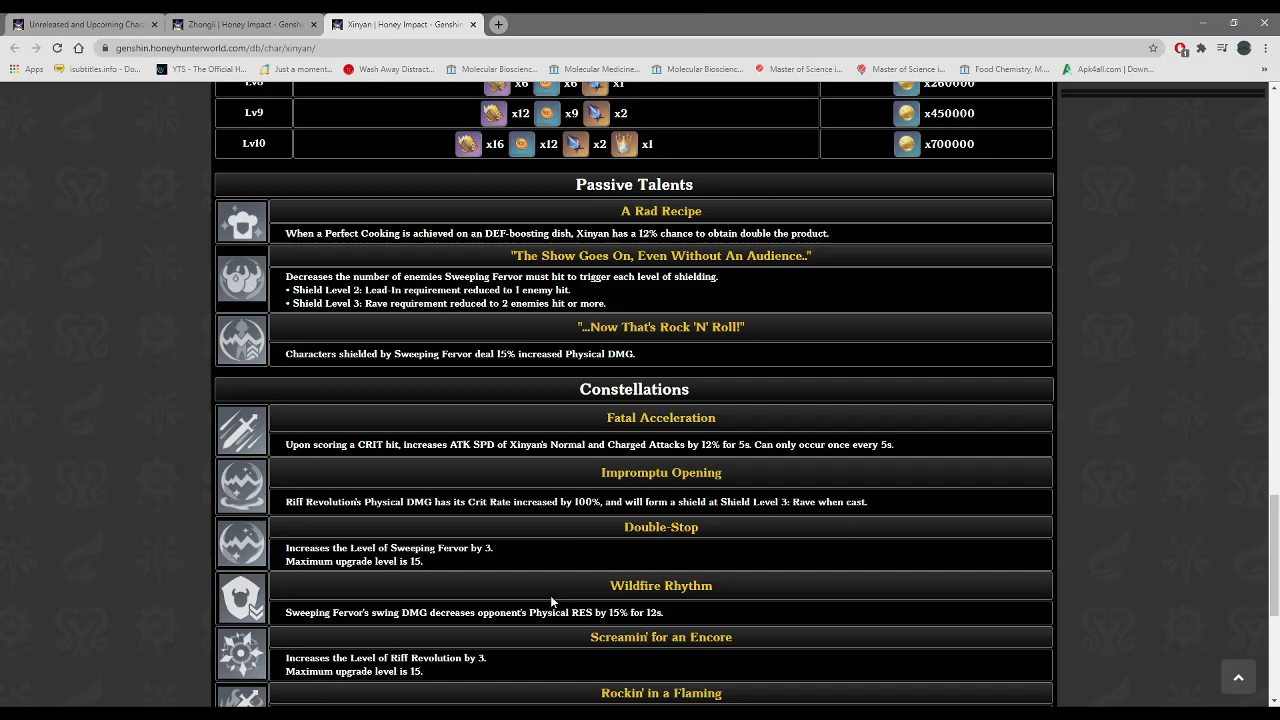 Unreleased and Upcoming Char
Zhongli | Honey Impact - Genshi
Xinyan | Honey Impact - Genshin
genshin.honeyhunterworld.com/db/char/xinyan/
1
Apps
isubtitles.info - Do...
YTS - The Official H...
Just a moment...
Wash Away Distract...
Molecular Bioscienc...
Molecular Medicine...
Molecular Bioscienc...
Master of Science i...
Master of Science i...
Food Chemistry, M...
Apk4all.com | Down...
»
Lv8 x6 x6 x1 x260000
Lv9 x12 x9 x2 x450000
Lv10 x16 x12 x2 x1 x700000
Passive Talents
A Rad Recipe
When a Perfect Cooking is achieved on an DEF-boosting dish, Xinyan has a 12% chance to obtain double the product.
"The Show Goes On, Even Without An Audience.."
Decreases the number of enemies Sweeping Fervor must hit to trigger each level of shielding.
• Shield Level 2: Lead-In requirement reduced to 1 enemy hit.
• Shield Level 3: Rave requirement reduced to 2 enemies hit or more.
"...Now That's Rock 'N' Roll!"
Characters shielded by Sweeping Fervor deal 15% increased Physical DMG.
Constellations
Fatal Acceleration
Upon scoring a CRIT hit, increases ATK SPD of Xinyan's Normal and Charged Attacks by 12% for 5s. Can only occur once every 5s.
Impromptu Opening
Riff Revolution's Physical DMG has its Crit Rate increased by 100%, and will form a shield at Shield Level 3: Rave when cast.
Double-Stop
Increases the Level of Sweeping Fervor by 3.
Maximum upgrade level is 15.
Wildfire Rhythm
Sweeping Fervor's swing DMG decreases opponent's Physical RES by 15% for 12s.
Screamin' for an Encore
Increases the Level of Riff Revolution by 3.
Maximum upgrade level is 15.
Rockin' in a Flaming